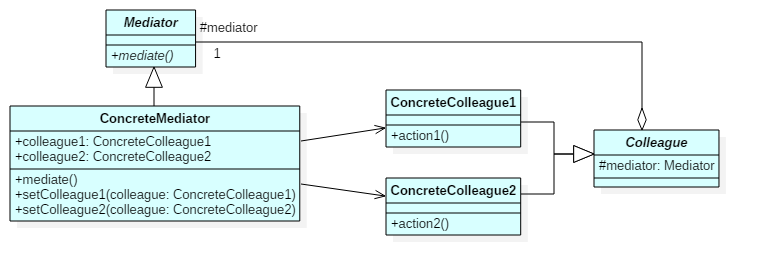 Mediator
#mediator
+mediate()
1
ConcreteMediator
+colleague1: ConcreteColleague1
+colleague2: ConcreteColleague2
+mediate()
+setColleague1(colleague: ConcreteColleague1)
+setColleague2(colleague: ConcreteColleague2)
ConcreteColleague1
+action1()
ConcreteColleague2
+action2()
Colleague
#mediator: Mediator